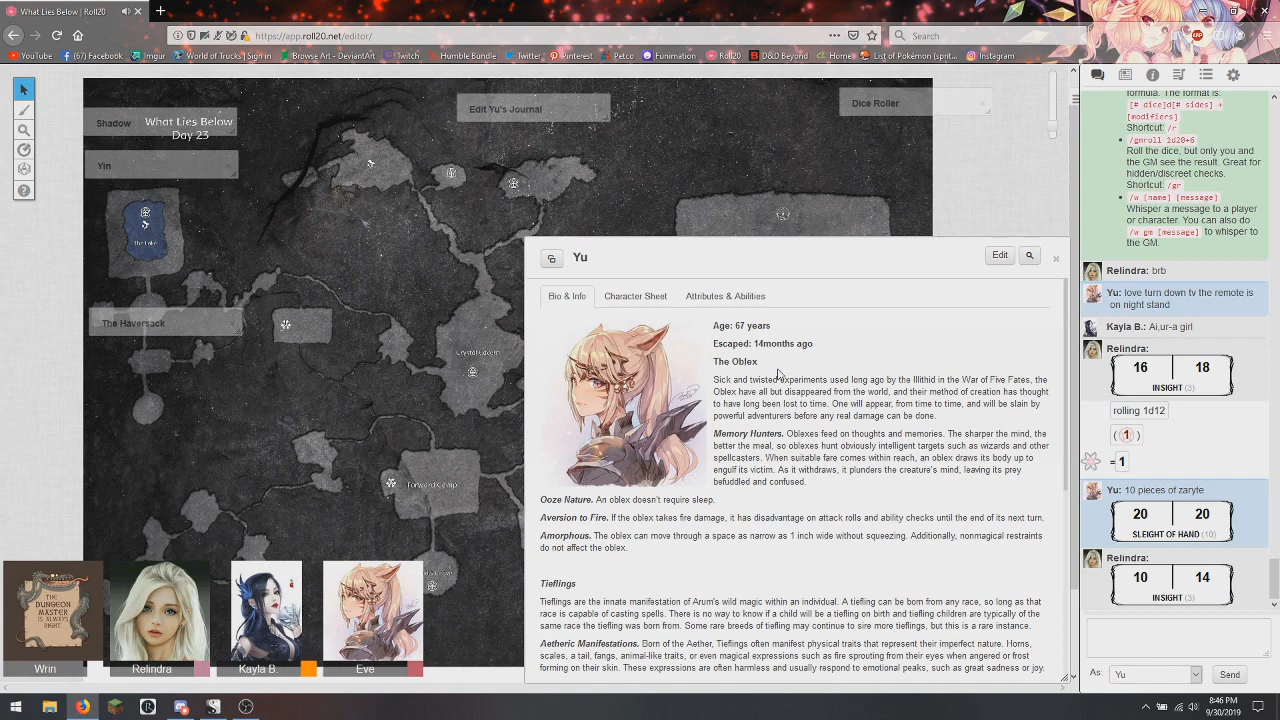 What Lies Below | Roll20
https://app.roll20.net/editor/
Search
YouTube
(67) Facebook
Imgur
World of Trucks | Sign In
Browse Art - DeviantArt
Twitch
Humble Bundle
Twitter
Pinterest
Petco
Funimation
Roll20
D&D Beyond
Home
List of Pokémon (sprit...
Instagram
Shadow
What Lies Below
Day 23
Edit Yu's Journal
Dice Roller
Yin
The Lake
The Haversack
Crystal Cavern
Forward Camp
Yu
Edit
Bio & Info
Character Sheet
Attributes & Abilities
Age: 67 years
Escaped: 14months ago
The Oblex
Sick and twisted experiments used long ago by the Illithid in the War of Five Fates, the
Oblex have all but disappeared from the world, and their method of creation has thought
to have long been lost to time. One will appear, from time to time, and will be slain by
powerful adventurers before any real damage can be done.
Memory Hunters. Oblexes feed on thoughts and memories. The sharper the mind, the
better the meal, so oblexes hunt obviously intelligent targets such as wizards and other
spellcasters. When suitable fare comes within reach, an oblex draws its body up to
engulf its victim. As it withdraws, it plunders the creature's mind, leaving its prey
befuddled and confused.
Ooze Nature. An oblex doesn't require sleep.
Aversion to Fire. If the oblex takes fire damage, it has disadvantage on attack rolls and ability checks until the end of its next turn.
Amorphous. The oblex can move through a space as narrow as 1 inch wide without squeezing. Additionally, nonmagical restraints
do not affect the oblex.
Tieflings
Tieflings are the innate manifestation of Arum's wild magic within an individual. A tiefling can be born from any race, so long as that
race is capable of casting spells. There is no way to know if a child will be a tiefling on birth and tiefling children are typically of the
same race the tiefling was born from. Some rare breeds of tiefling may continue to sire more tieflings, but this is a rare instance.
Aetheric Manifestations. Born of the Aether, Tieflings often manifest physical traits that represent their imperfect nature. Horns,
scales, a tail, fangs, animal-like traits, or even magical expressions such as fire sprouting from their eyes when angered or frost
forming on their skin. These expressions are often harmless and usually respond to emotional peaks, such as great sadness or joy.
THE
DUNGEON
MASTER
IS ALWAYS
RIGHT.
Wrin
Relindra
Kayla B.
Eve
formula. The format is:
[# dice]d[# sides] +
[modifiers]
Shortcut: /r
/gmroll 1d20+6
Roll the dice, but only you and
the GM see the result. Great for
hidden/discreet checks.
Shortcut: /gr
/w [name] [message]
Whisper a message to a player
or character. You can also do
/w gm [message] to whisper to
the GM.
Relindra: brb
Yu: love turn down tv the remote is
on night stand
Kayla B.: Ai,ur-a girl
Relindra:
16 18
INSIGHT (3)
rolling 1d12
(1)
=1
Yu: 10 pieces of zaryte
20 20
SLEIGHT OF HAND (10)
Relindra:
10 14
INSIGHT (3)
As:
Yu
Send
8:46 PM
9/30/2019